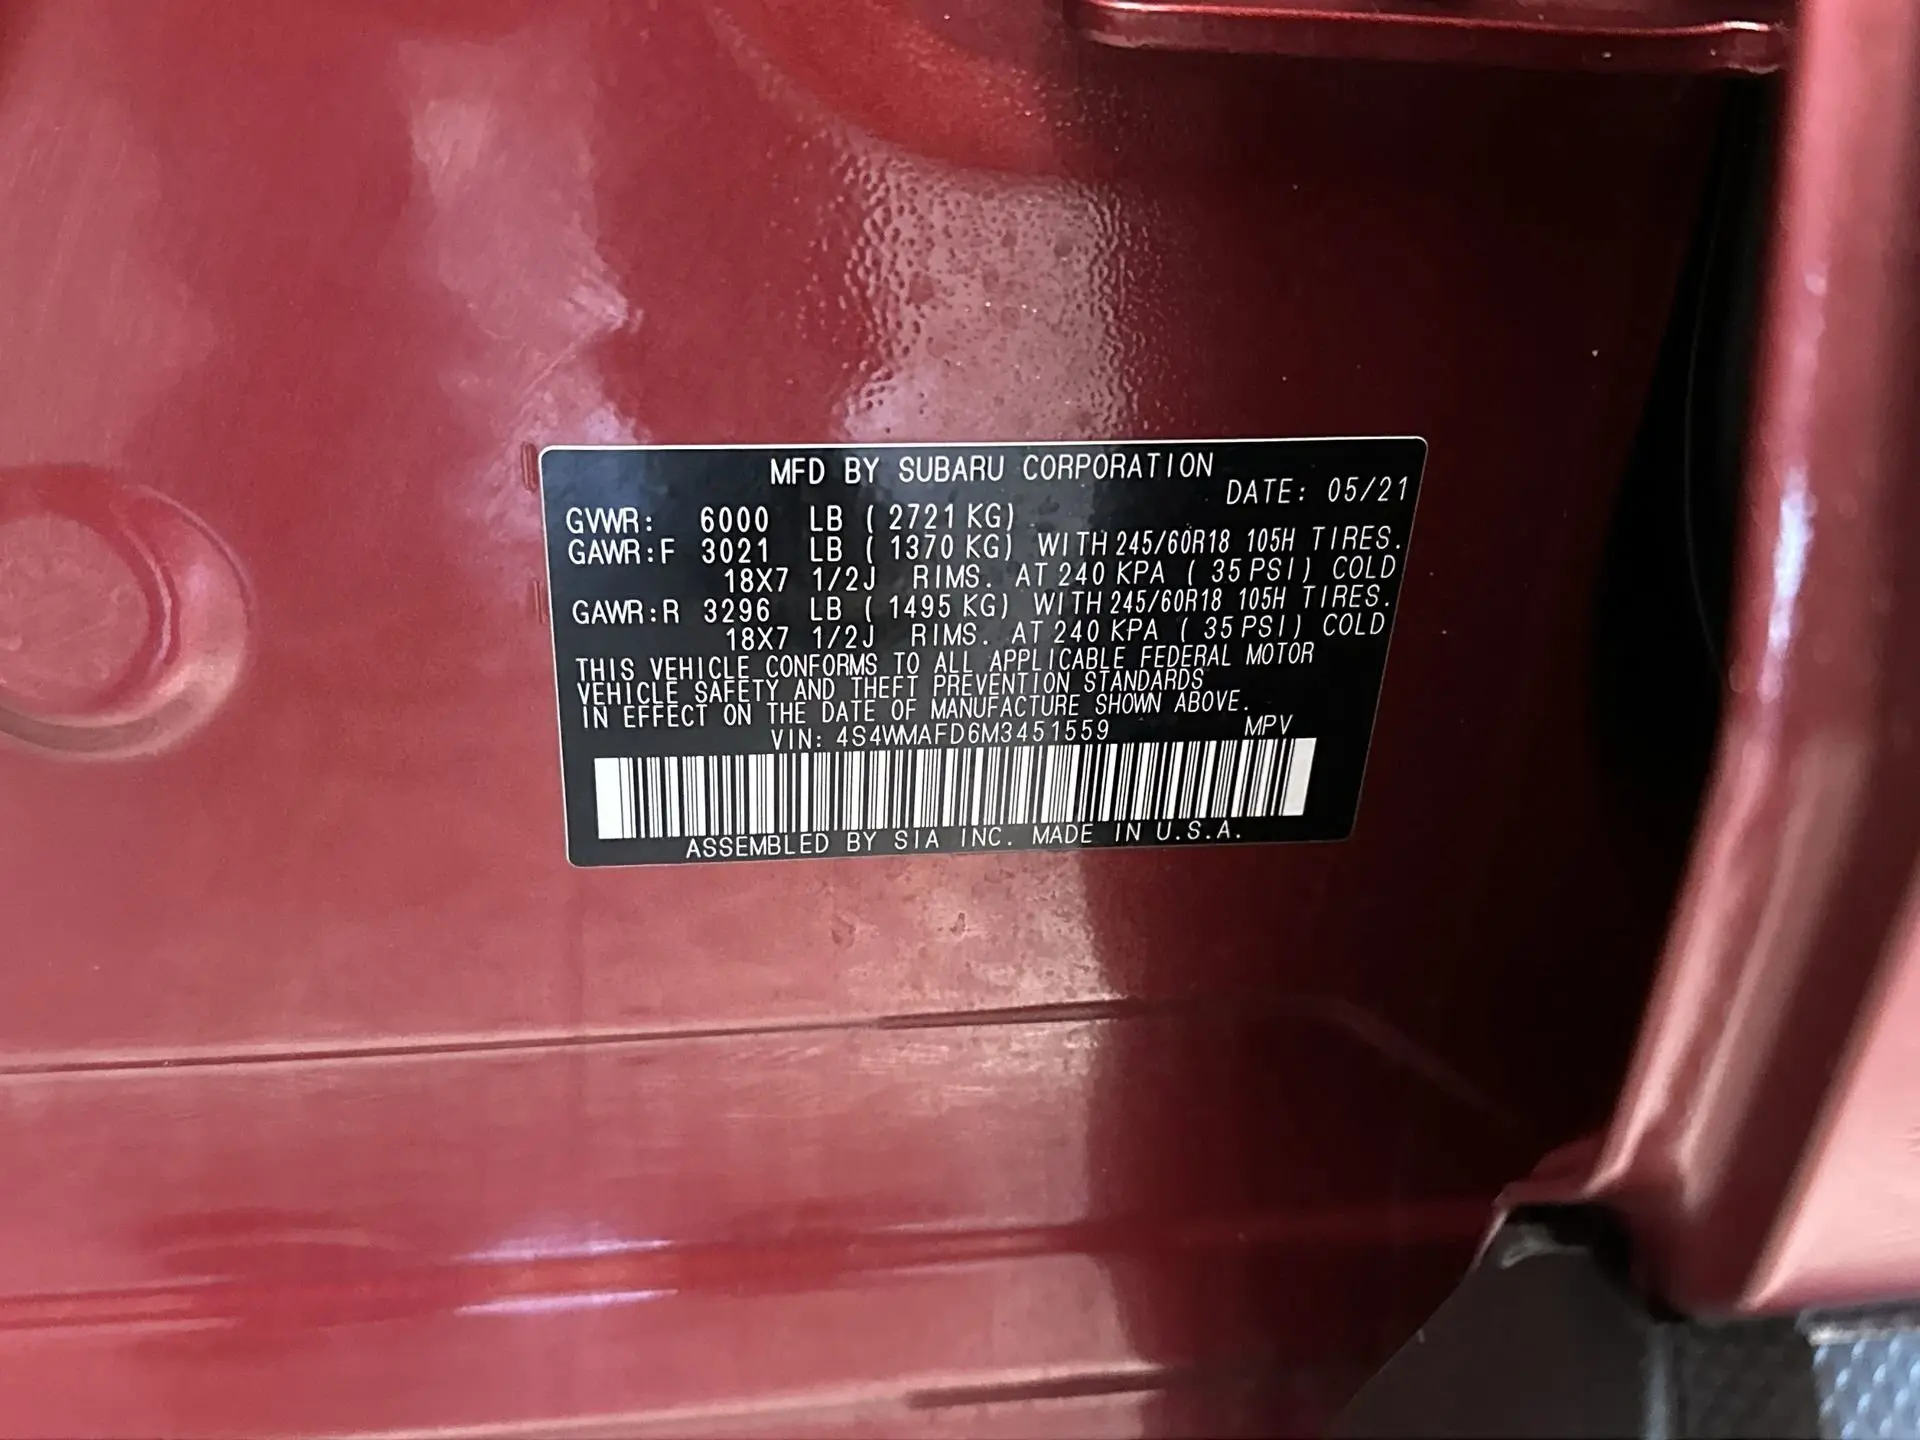 MFD BY SUBARU CORPORATION
DATE: 05/21
GVWR: 6000 LB ( 2721 KG)
GAWR:F 3021 LB ( 1370 KG) WITH 245/60R18 105H TIRES.
18X7 1/2J RIMS. AT 240 KPA ( 35 PSI) COLD
GAWR:R 3296 LB ( 1495 KG) WITH 245/60R18 105H TIRES.
18X7 1/2J RIMS. AT 240 KPA ( 35 PSI) COLD
THIS VEHICLE CONFORMS TO ALL APPLICABLE FEDERAL MOTOR
VEHICLE SAFETY AND THEFT PREVENTION STANDARDS
IN EFFECT ON THE DATE OF MANUFACTURE SHOWN ABOVE.
VIN: 4S4WMAFD6M3451559 MPV
ASSEMBLED BY SIA INC. MADE IN U.S.A.